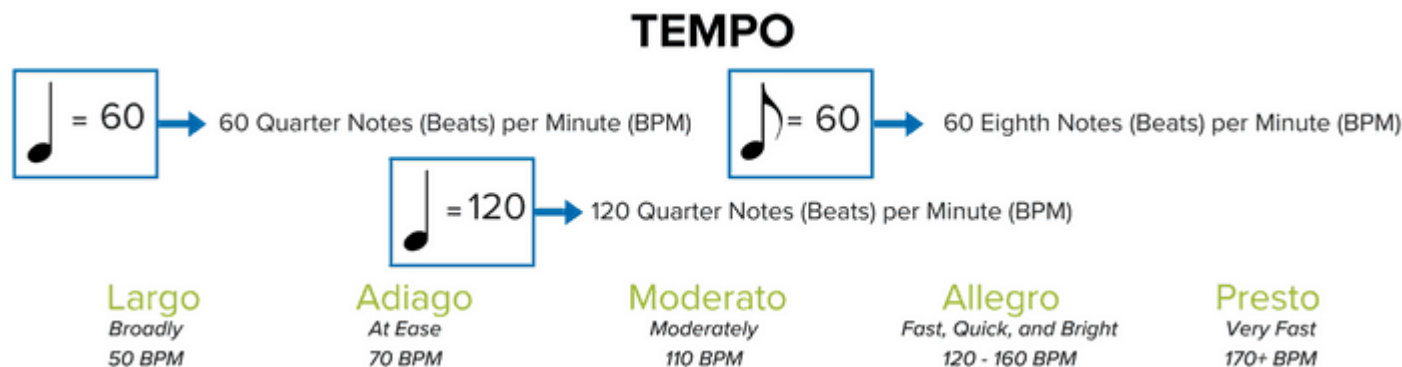 TEMPO
= 60 60 Quarter Notes (Beats) per Minute (BPM)
= 60 60 Eighth Notes (Beats) per Minute (BPM)
= 120 120 Quarter Notes (Beats) per Minute (BPM)
Largo
Broadly
50 BPM
Adiago
At Ease
70 BPM
Moderato
Moderately
110 BPM
Allegro
Fast, Quick, and Bright
120 - 160 BPM
Presto
Very Fast
170+ BPM